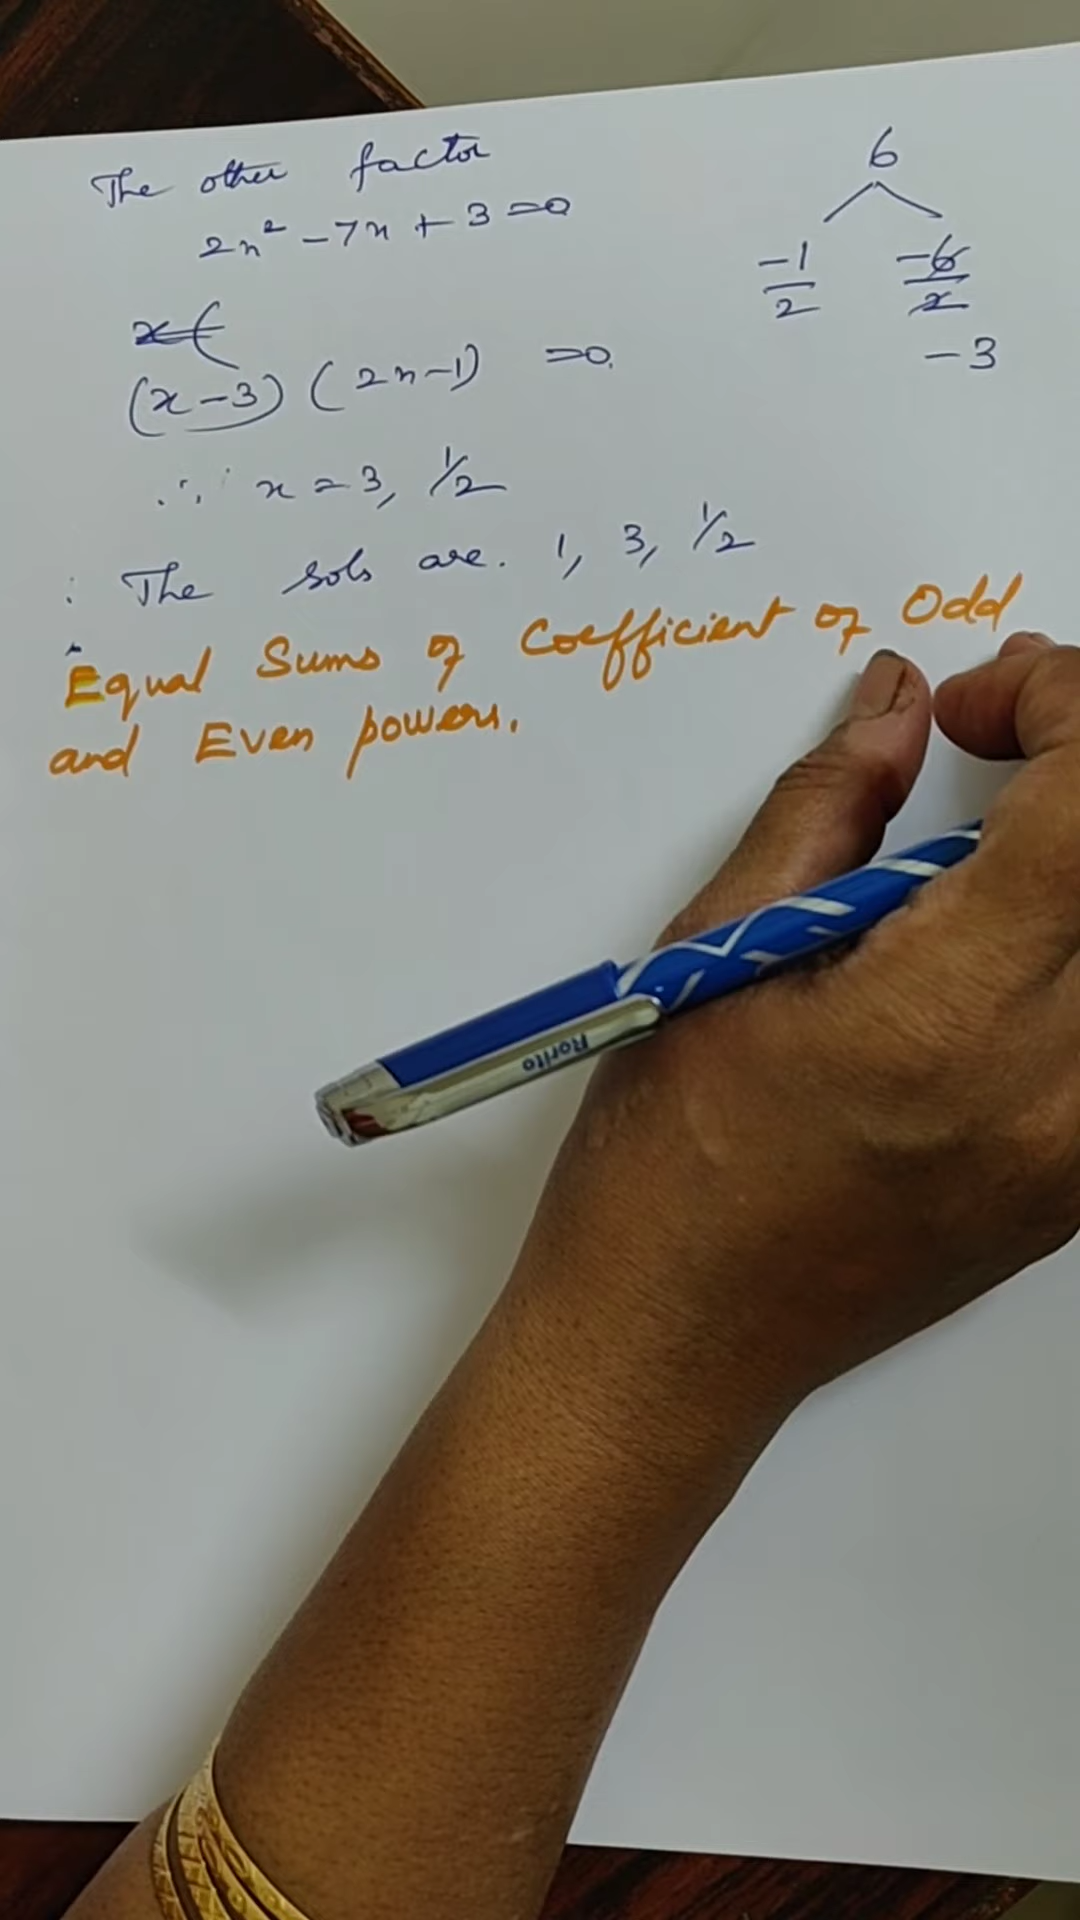 The other factor
2x² - 7x + 3 = 0
x(
(x-3) (2x-1) = 0.
∴ x = 3, 1/2
∴ The sols are. 1, 3, 1/2
Equal Sums of Coefficient of Odd
and Even powers.
6
-1/2 -6/2
-3
Rorito